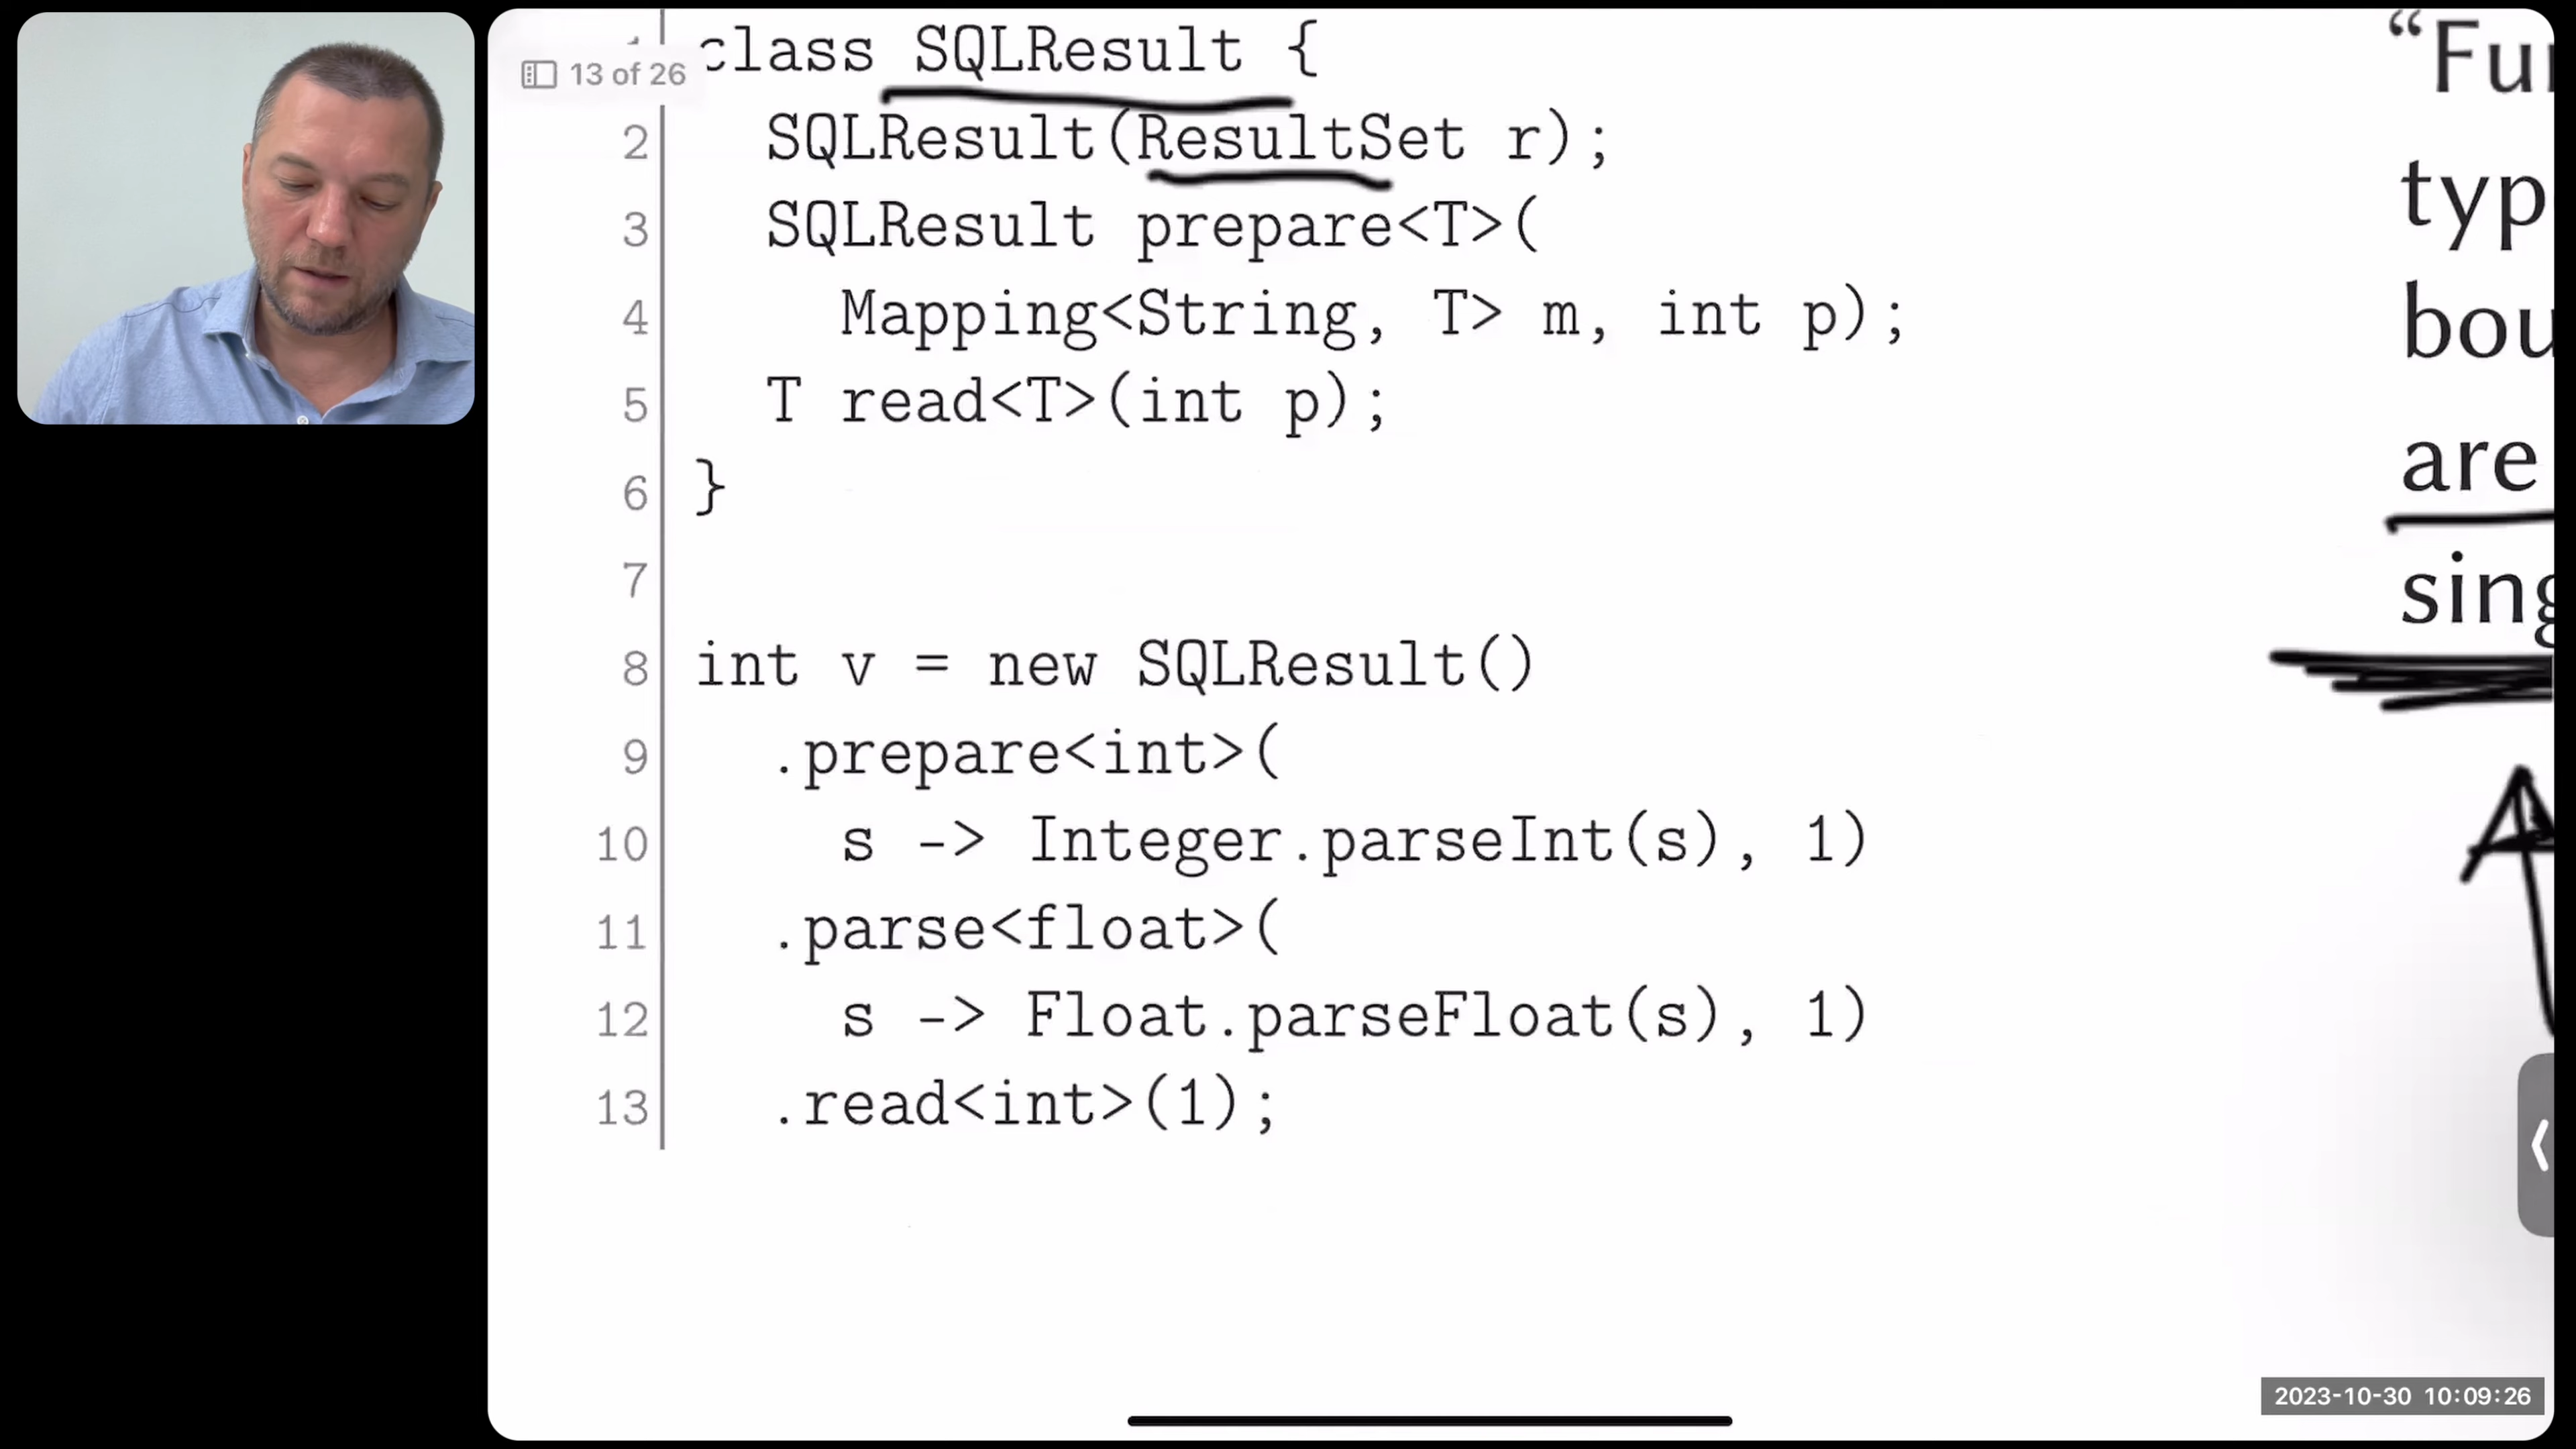 13 of 26
1 class SQLResult {
2 SQLResult(ResultSet r);
3 SQLResult prepare<T>(
4 Mapping<String, T> m, int p);
5 T read<T>(int p);
6 }
7
8 int v = new SQLResult()
9 .prepare<int>(
10 s -> Integer.parseInt(s), 1)
11 .parse<float>(
12 s -> Float.parseFloat(s), 1)
13 .read<int>(1);
“Fu
typ
bou
are
sing
2023-10-30 10:09:26